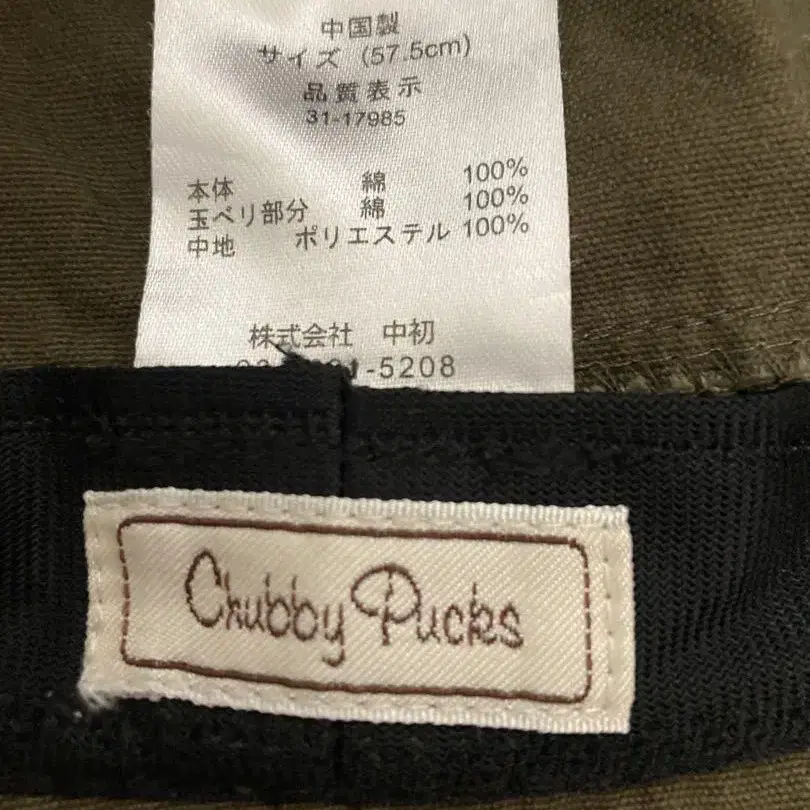 中国製
サイズ (57.5cm)
品質表示
31-17985
本体 綿 100%
玉ベリ部分 綿 100%
中地 ポリエステル 100%
株式会社 中初
1-5208
Chubby Pucks